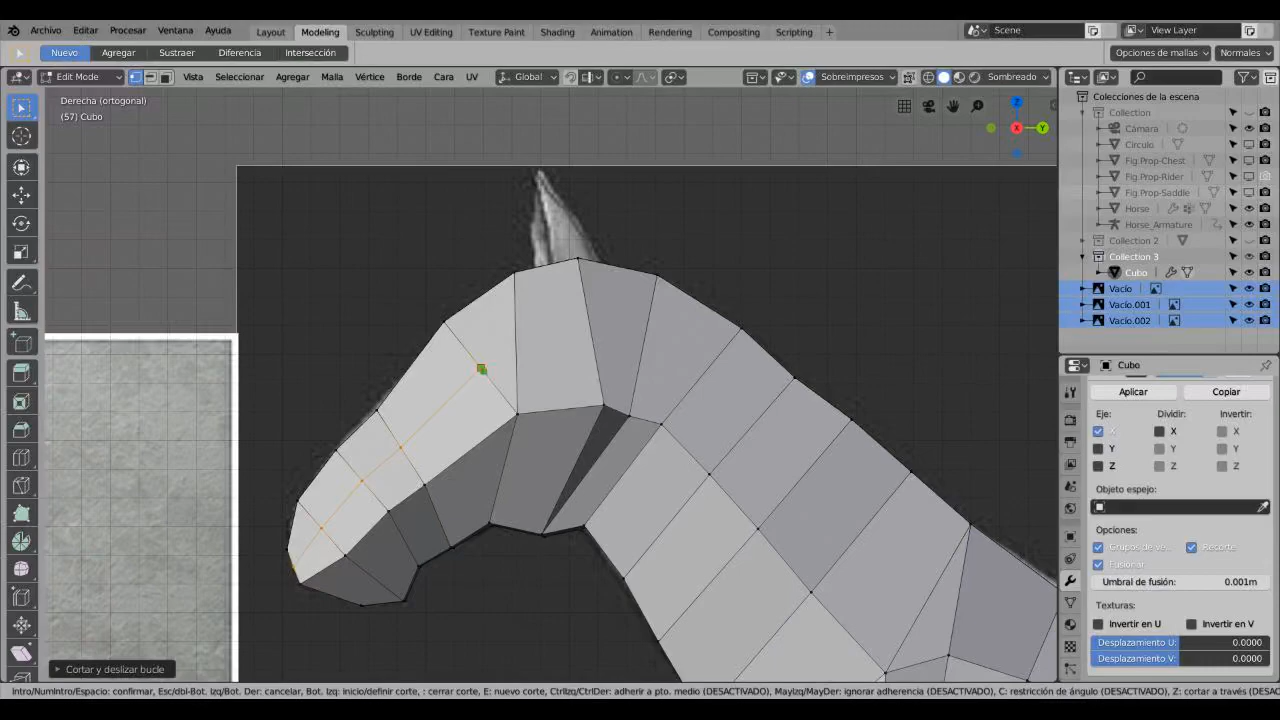 Archivo Editar Procesar Ventana Ayuda Layout Modeling Sculpting UV Editing Texture Paint Shading Animation Rendering Compositing Scripting + Scene View Layer
Nuevo Agregar Sustraer Diferencia Intersección Opciones de mallas Normales
Edit Mode Vista Seleccionar Agregar Malla Vértice Borde Cara UV Global Sobreimpresos Sombreado
Derecha (ortogonal)
(57) Cubo
Z
X
Y
Colecciones de la escena
Collection
Cámara
Circulo
Fig.Prop-Chest
Fig.Prop-Rider
Fig.Prop-Saddle
Horse
Horse_Armature
Collection 2
Collection 3
Cubo
Vacío
Vacío.001
Vacío.002
Cubo
Aplicar Copiar
Eje: Dividir: Invertir:
X X X
Y Y Y
Z Z Z
Objeto espejo:
Opciones:
Grupos de vé... Recorte
Fusionar
Umbral de fusión: 0.001m
Texturas:
Invertir en U Invertir en V
Desplazamiento U: 0.0000
Desplazamiento V: 0.0000
Cortar y deslizar bucle
Intro/NumIntro/Espacio: confirmar, Esc/dbl-Bot. Izq/Bot. Der: cancelar, Bot. Izq: inicio/definir corte, : cerrar corte, E: nuevo corte, CtrlIzq/CtrlDer: adherir a pto. medio (DESACTIVADO), MayIzq/MayDer: ignorar adherencia (DESACTIVADO), C: restricción de ángulo (DESACTIVADO), Z: cortar a través (DESAC